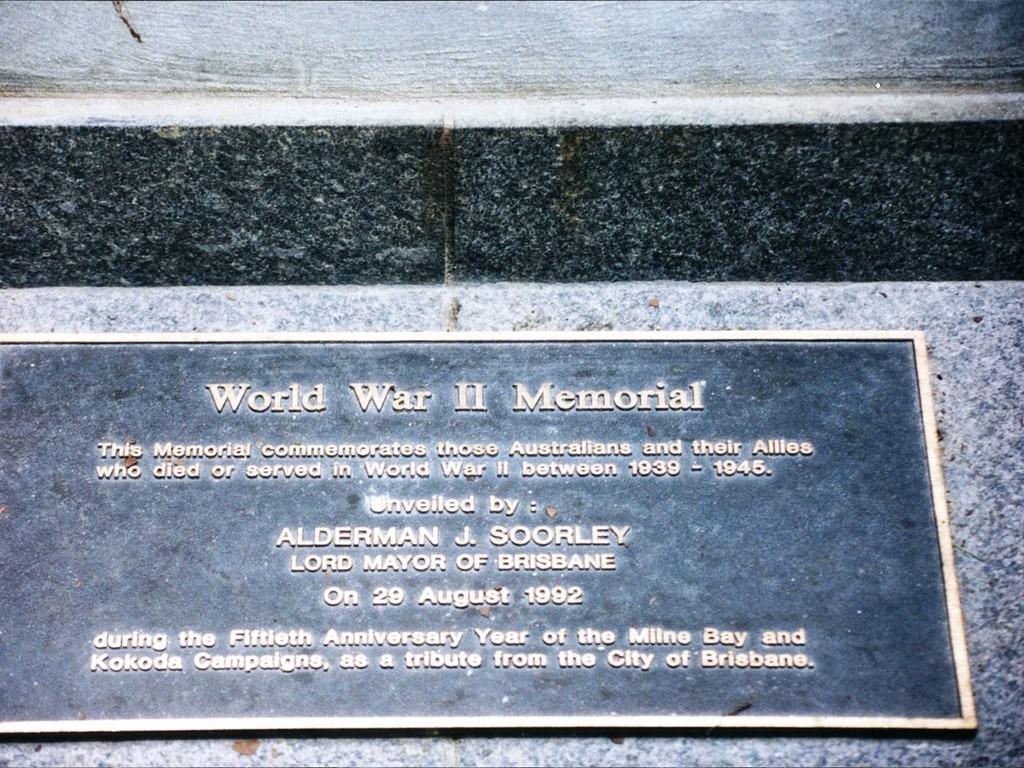 World War II Memorial
This Memorial commemorates those Australians and their Allies
who died or served in World War II between 1939 - 1945.
Unveiled by :
ALDERMAN J. SOORLEY
LORD MAYOR OF BRISBANE
On 29 August 1992
during the Fiftieth Anniversary Year of the Milne Bay and
Kokoda Campaigns, as a tribute from the City of Brisbane.